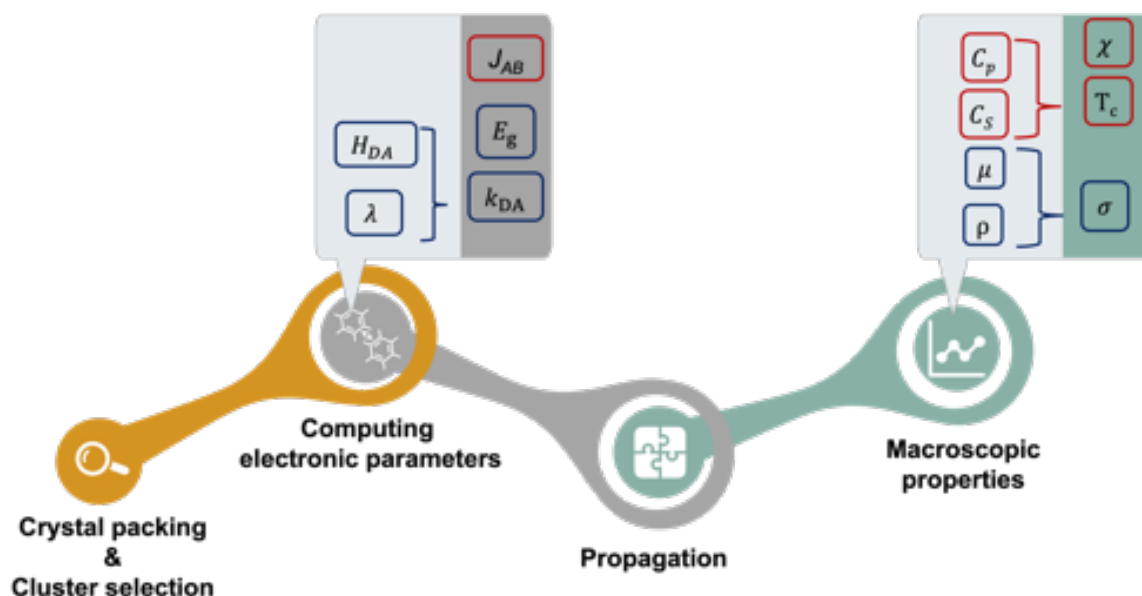 J_AB
H_DA
E_g
λ
k_DA
C_p
χ
C_S
T_c
μ
ρ
σ
Computing
electronic parameters
Macroscopic
properties
Crystal packing
&
Cluster selection
Propagation